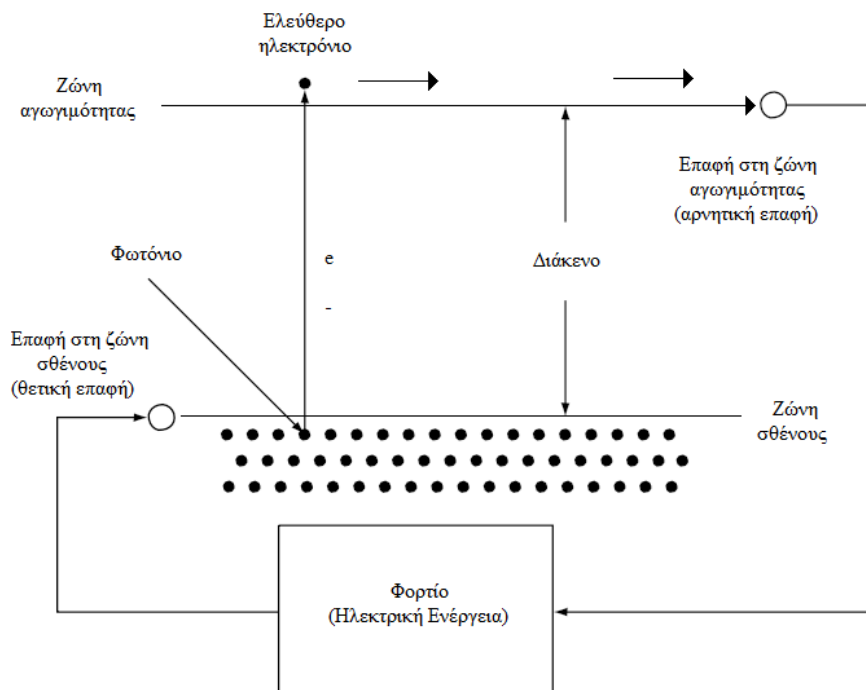 Ελεύθερο
ηλεκτρόνιο
Ζώνη
αγωγιμότητας
Επαφή στη ζώνη
αγωγιμότητας
(αρνητική επαφή)
Φωτόνιο
e
-
Διάκενο
Επαφή στη ζώνη
σθένους
(θετική επαφή)
Ζώνη
σθένους
Φορτίο
(Ηλεκτρική Ενέργεια)